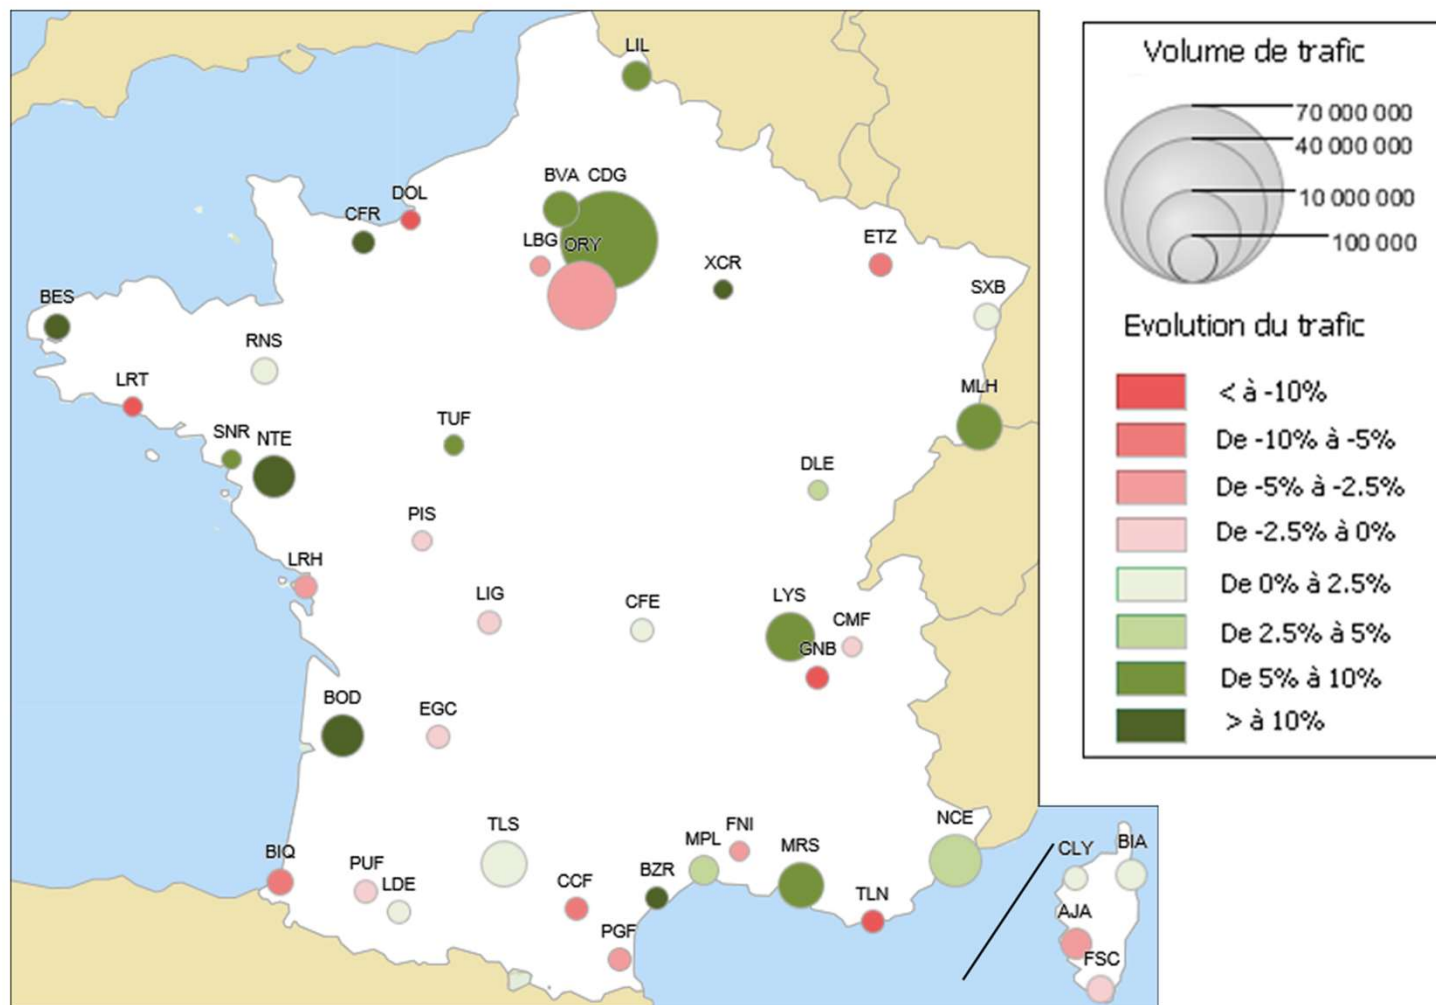 LIL
BVA CDG
DOL
CFR
LBG ORY
ETZ
XCR
SXB
BES
RNS
LRT
MLH
TUF
SNR NTE
DLE
PIS
LRH
LIG
CFE
LYS
CMF
GNB
BOD
EGC
TLS
NCE
MPL FNI
MRS
BIQ
PUF
LDE
CCF
BZR
TLN
PGF
CLY BIA
AJA
FSC
Volume de trafic
70 000 000
40 000 000
10 000 000
100 000
Evolution du trafic
< à -10%
De -10% à -5%
De -5% à -2.5%
De -2.5% à 0%
De 0% à 2.5%
De 2.5% à 5%
De 5% à 10%
> à 10%